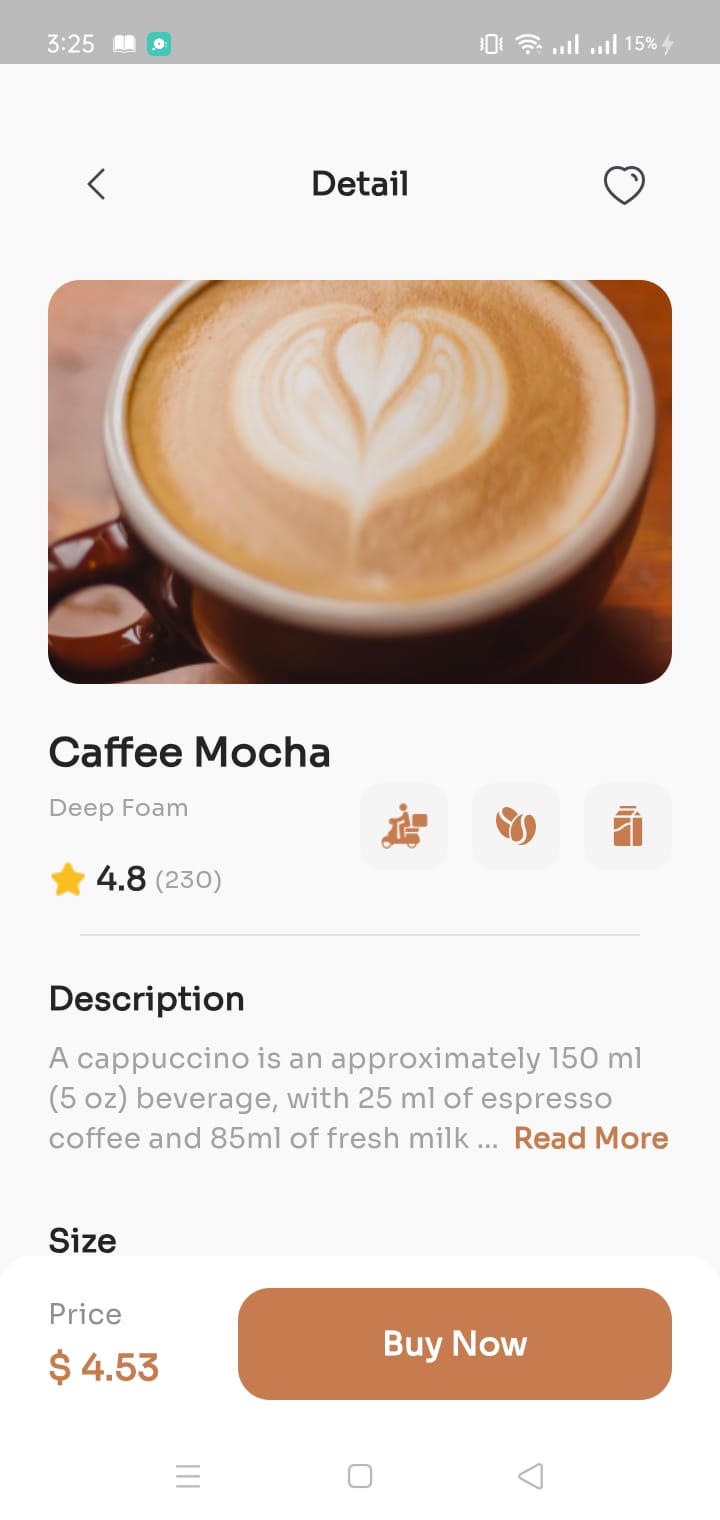 3:25
15%
Detail
Caffee Mocha
Deep Foam
4.8 (230)
Description
A cappuccino is an approximately 150 ml
(5 oz) beverage, with 25 ml of espresso
coffee and 85ml of fresh milk ... Read More
Size
Price
$ 4.53
Buy Now